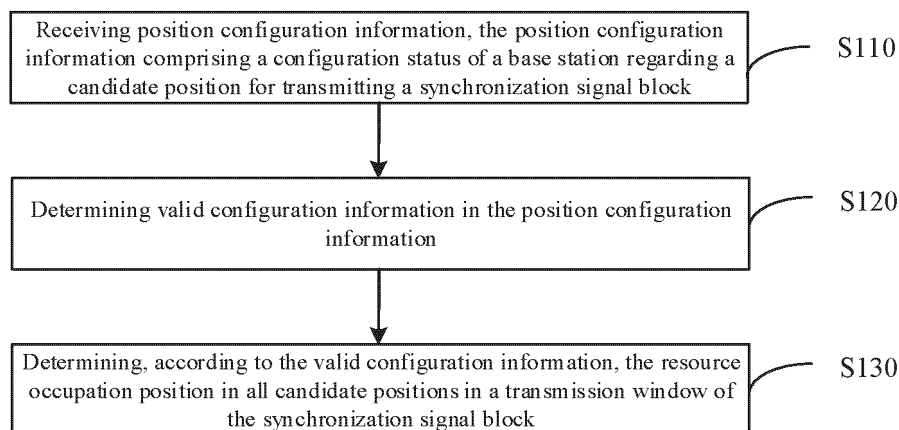 Receiving position configuration information, the position configuration
information comprising a configuration status of a base station regarding a
candidate position for transmitting a synchronization signal block
S110
Determining valid configuration information in the position configuration
information
S120
Determining, according to the valid configuration information, the resource
occupation position in all candidate positions in a transmission window of
the synchronization signal block
S130